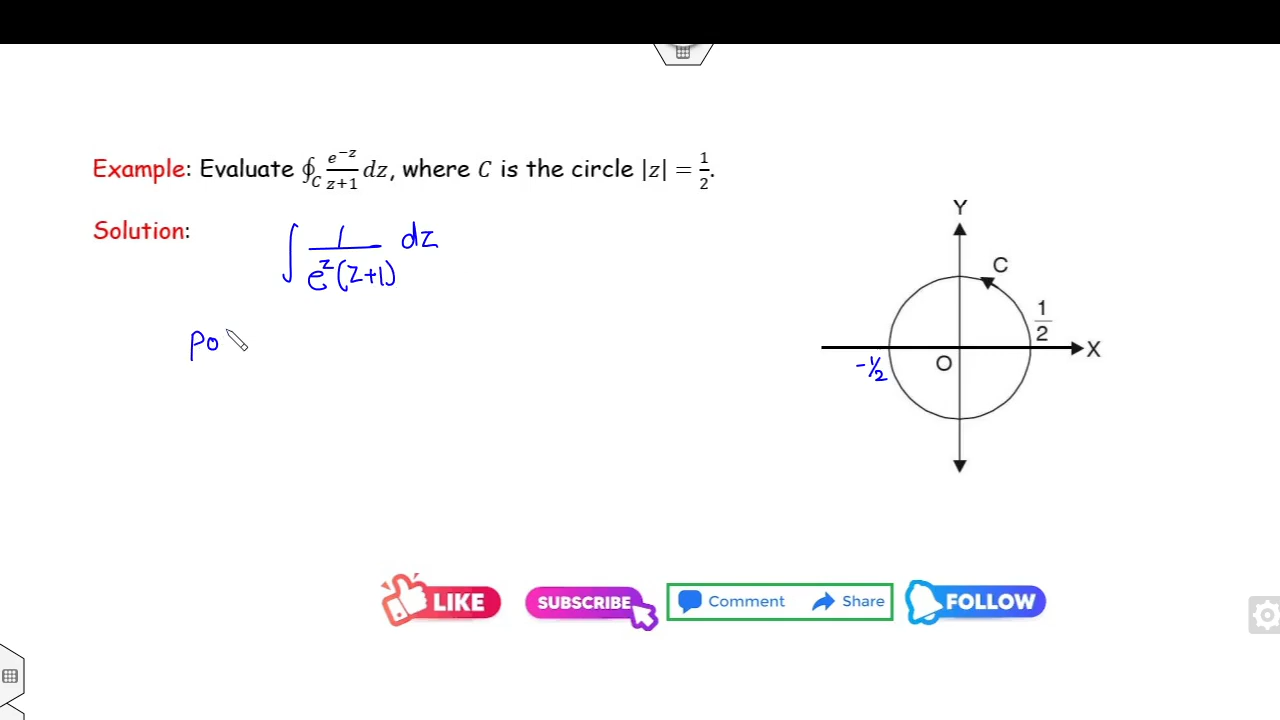 Example: Evaluate ∮_C e^{-z}/(z+1) dz, where C is the circle |z| = 1/2.
Solution: ∫ 1/(e^z (z+1)) dz
Po
Y
C
1/2
X
O
-1/2
LIKE SUBSCRIBE Comment Share FOLLOW